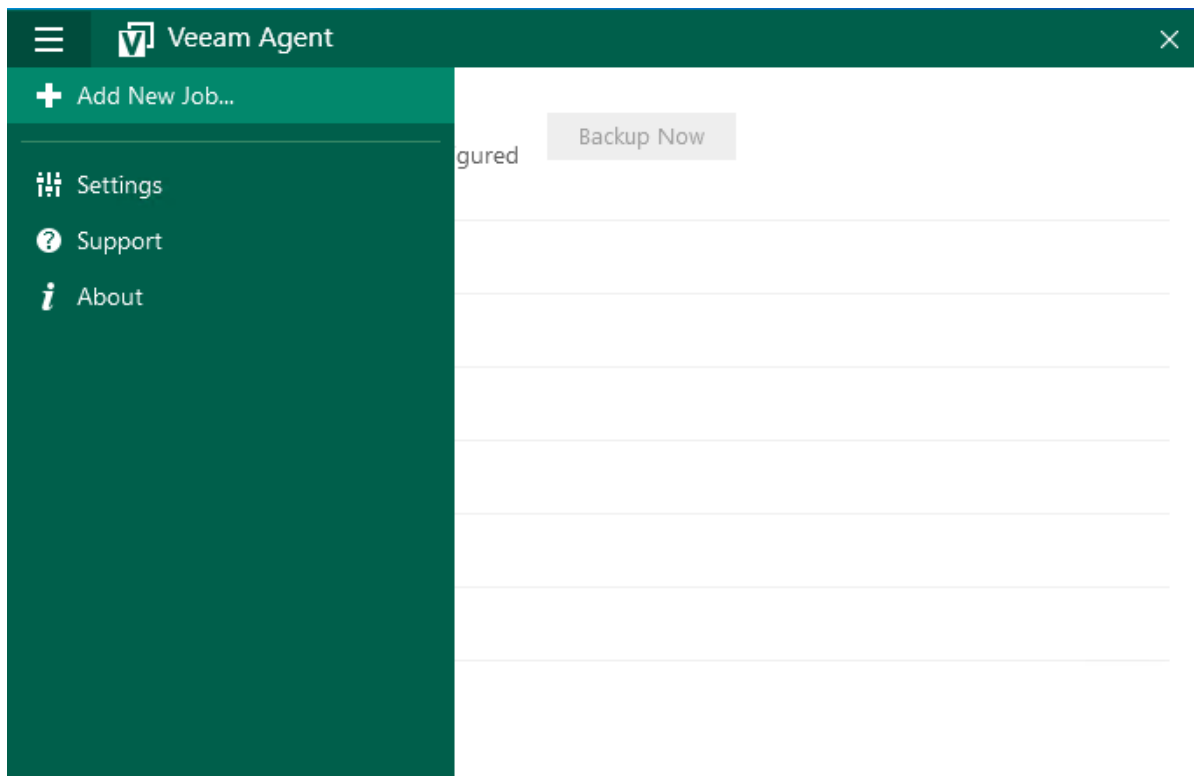 Veeam Agent
Add New Job...
Backup Now
gured
Settings
Support
About